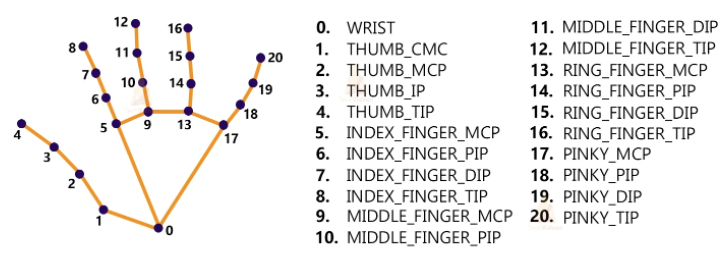 12
16
8
11
15
20
7
10
14
19
6
18
5
9
13
17
4
3
2
1
0
0. WRIST
1. THUMB_CMC
2. THUMB_MCP
3. THUMB_IP
4. THUMB_TIP
5. INDEX_FINGER_MCP
6. INDEX_FINGER_PIP
7. INDEX_FINGER_DIP
8. INDEX_FINGER_TIP
9. MIDDLE_FINGER_MCP
10. MIDDLE_FINGER_PIP
11. MIDDLE_FINGER_DIP
12. MIDDLE_FINGER_TIP
13. RING_FINGER_MCP
14. RING_FINGER_PIP
15. RING_FINGER_DIP
16. RING_FINGER_TIP
17. PINKY_MCP
18. PINKY_PIP
19. PINKY_DIP
20. PINKY_TIP